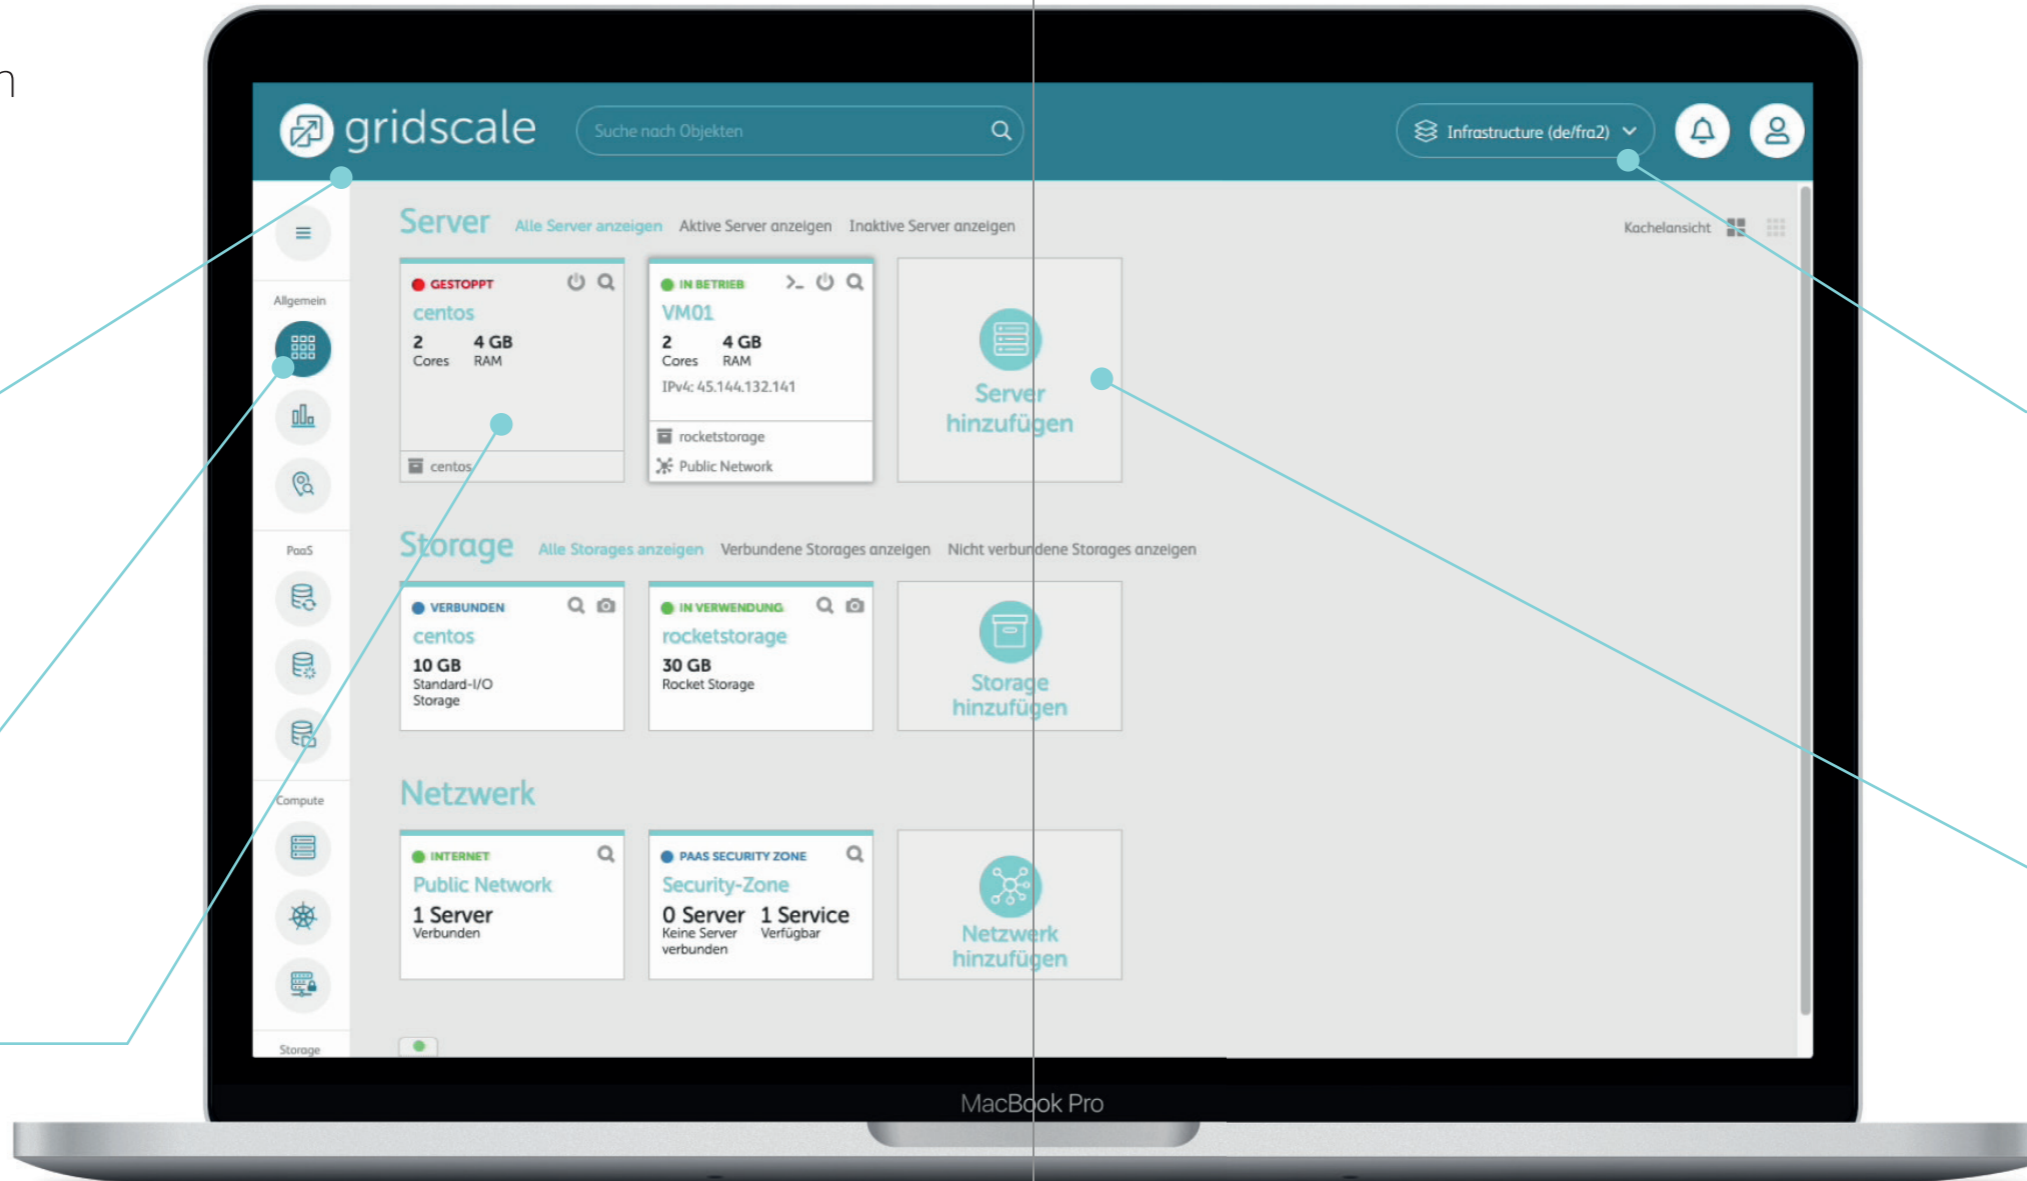 n
gridscale
Suche nach Objekten
Infrastructure (de/fra2)
Server Alle Server anzeigen Aktive Server anzeigen Inaktive Server anzeigen
Kachelansicht
Allgemein
GESTOPPT
centos
2 4 GB
Cores RAM
centos
IN BETRIEB
VM01
2 4 GB
Cores RAM
IPv4: 45.144.132.141
rocketstorage
Public Network
Server
hinzufügen
PaaS
Storage Alle Storages anzeigen Verbundene Storages anzeigen Nicht verbundene Storages anzeigen
VERBUNDEN
centos
10 GB
Standard-I/O
Storage
IN VERWENDUNG
rocketstorage
30 GB
Rocket Storage
Storage
hinzufügen
Compute
Netzwerk
INTERNET
Public Network
1 Server
Verbunden
PAAS SECURITY ZONE
Security-Zone
0 Server 1 Service
Keine Server Verfügbar
verbunden
Netzwerk
hinzufügen
Storage
MacBook Pro